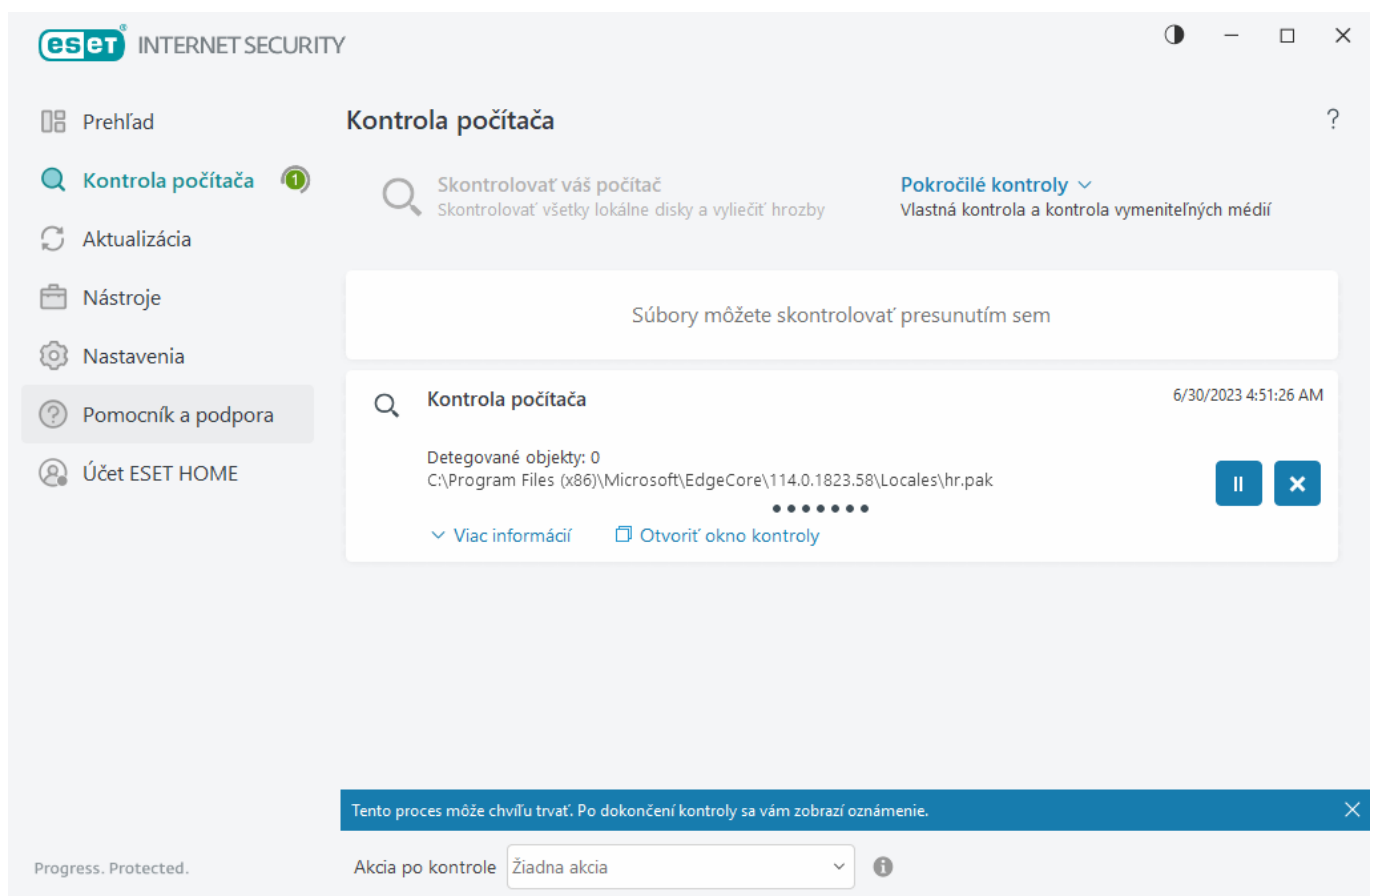 eset® INTERNET SECURITY
Prehľad
Kontrola počítača 1
Aktualizácia
Nástroje
Nastavenia
Pomocník a podpora
Účet ESET HOME
Progress. Protected.
Kontrola počítača ?
Skontrolovať váš počítač
Skontrolovať všetky lokálne disky a vyliečiť hrozby
Pokročilé kontroly
Vlastná kontrola a kontrola vymeniteľných médií
Súbory môžete skontrolovať presunutím sem
Kontrola počítača 6/30/2023 4:51:26 AM
Detegované objekty: 0
C:\Program Files (x86)\Microsoft\EdgeCore\114.0.1823.58\Locales\hr.pak
Viac informácií Otvoriť okno kontroly
Tento proces môže chvíľu trvať. Po dokončení kontroly sa vám zobrazí oznámenie.
Akcia po kontrole Žiadna akcia